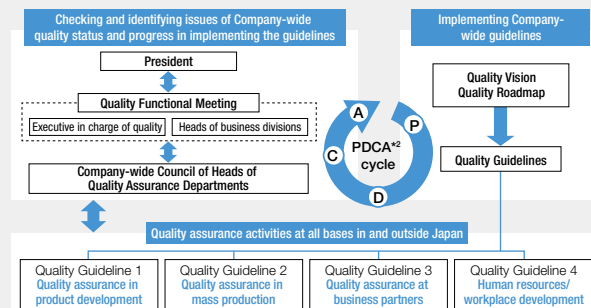 Checking and identifying issues of Company-wide
quality status and progress in implementing the guidelines
President
Quality Functional Meeting
Executive in charge of quality
Heads of business divisions
Company-wide Council of Heads of
Quality Assurance Departments
A
P
C
D
PDCA*2
cycle
Implementing Company-
wide guidelines
Quality Vision
Quality Roadmap
Quality Guidelines
Quality assurance activities at all bases in and outside Japan
Quality Guideline 1
Quality assurance in
product development
Quality Guideline 2
Quality assurance in
mass production
Quality Guideline 3
Quality assurance at
business partners
Quality Guideline 4
Human resources/
workplace development